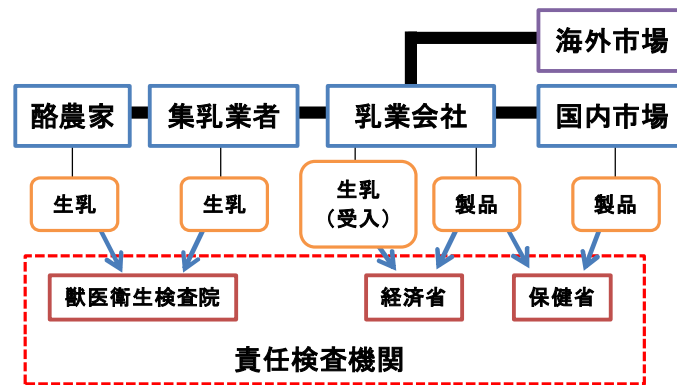 海外市場
酪農家
集乳業者
乳業会社
国内市場
生乳
生乳
生乳
（受入）
製品
製品
獣医衛生検査院
経済省
保健省
責任検査機関